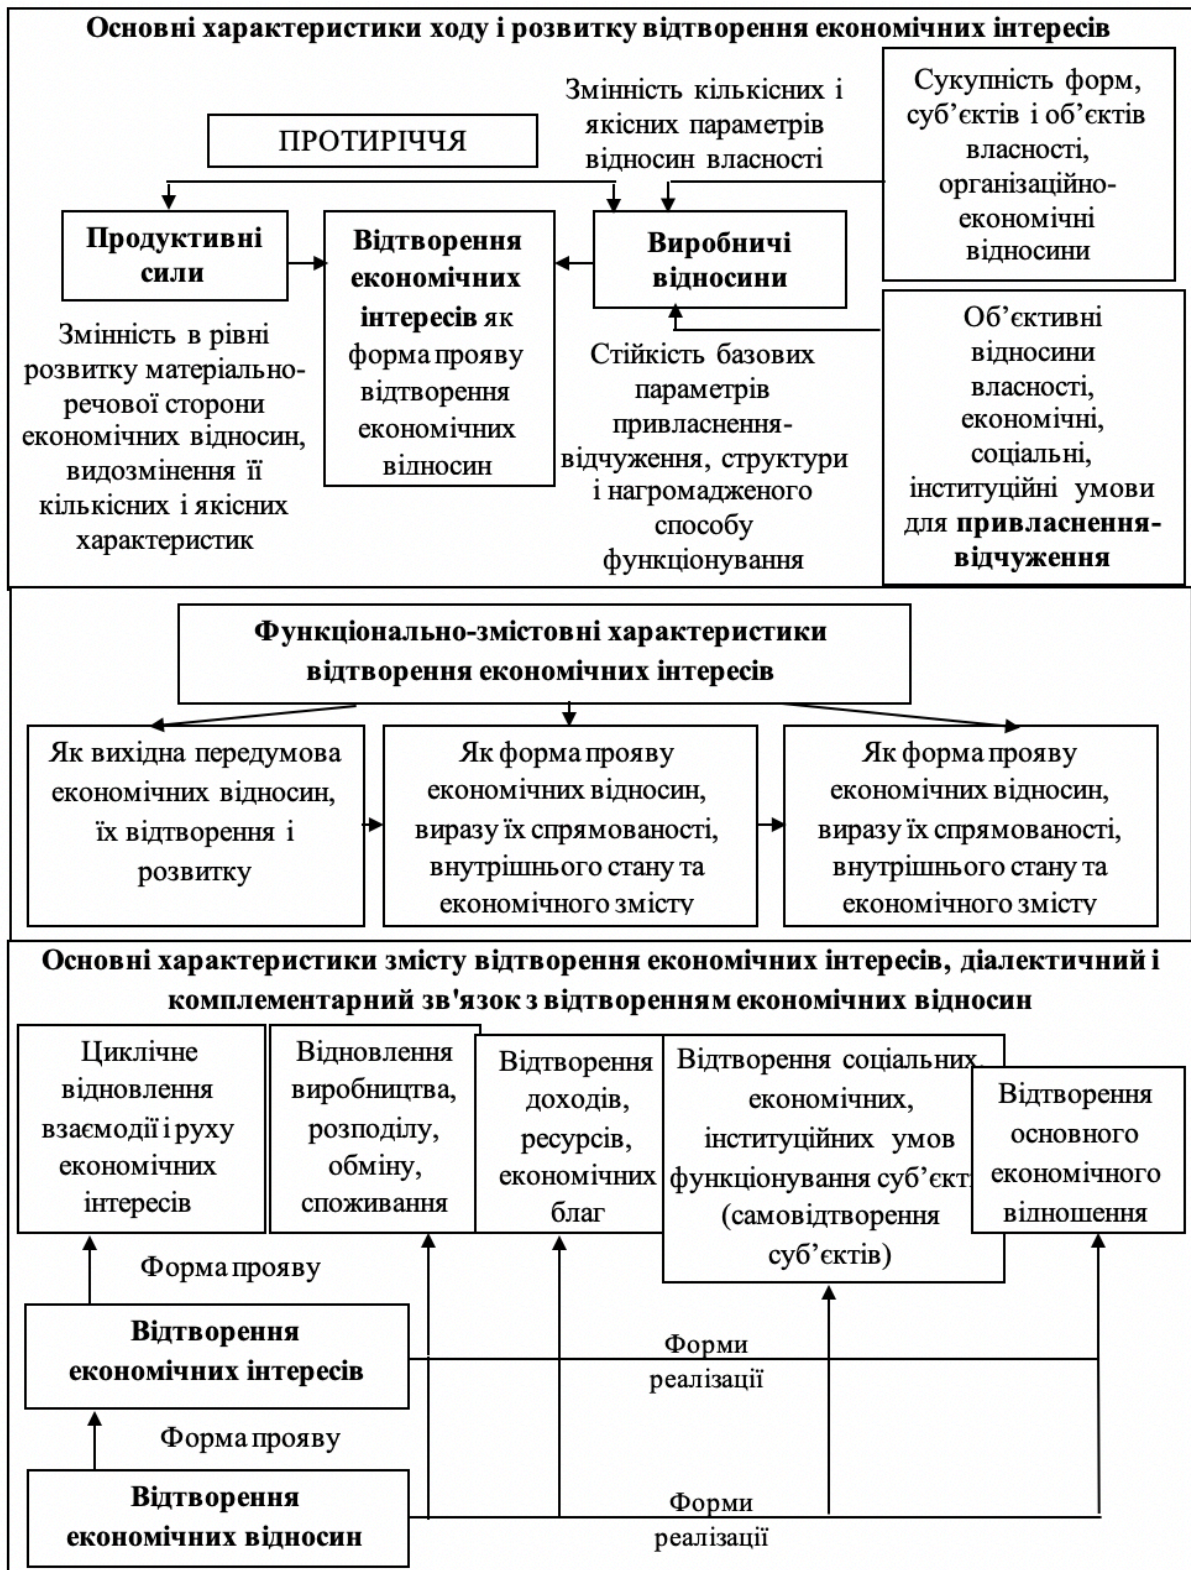 Основні характеристики ходу і розвитку відтворення економічних інтересів
ПРОТИРІЧЧЯ
Змінність кількісних і
якісних параметрів
відносин власності
Сукупність форм,
суб’єктів і об’єктів
власності,
організаційно-
економічні
відносини
Продуктивні
сили
Відтворення
економічних
інтересів як
форма прояву
відтворення
економічних
відносин
Виробничі
відносини
Змінність в рівні
розвитку матеріально-
речової сторони
економічних відносин,
видозмінення її
кількісних і якісних
характеристик
Стійкість базових
параметрів
привласнення-
відчуження, структури
і нагромадженого
способу
функціонування
Об’єктивні
відносини
власності,
економічні,
соціальні,
інституційні умови
для привласнення-
відчуження
Функціонально-змістовні характеристики
відтворення економічних інтересів
Як вихідна передумова
економічних відносин,
їх відтворення і
розвитку
Як форма прояву
економічних відносин,
виразу їх спрямованості,
внутрішнього стану та
економічного змісту
Як форма прояву
економічних відносин,
виразу їх спрямованості,
внутрішнього стану та
економічного змісту
Основні характеристики змісту відтворення економічних інтересів, діалектичний і
комплементарний зв'язок з відтворенням економічних відносин
Циклічне
відновлення
взаємодії і руху
економічних
інтересів
Відновлення
виробництва,
розподілу,
обміну,
споживання
Відтворення
доходів,
ресурсів,
економічних
благ
Відтворення соціальних,
економічних,
інституційних умов
функціонування суб’єкті
(самовідтворення
суб’єктів)
Відтворення
основного
економічного
відношення
Форма прояву
Відтворення
економічних інтересів
Форми
реалізації
Форма прояву
Відтворення
економічних відносин
Форми
реалізації